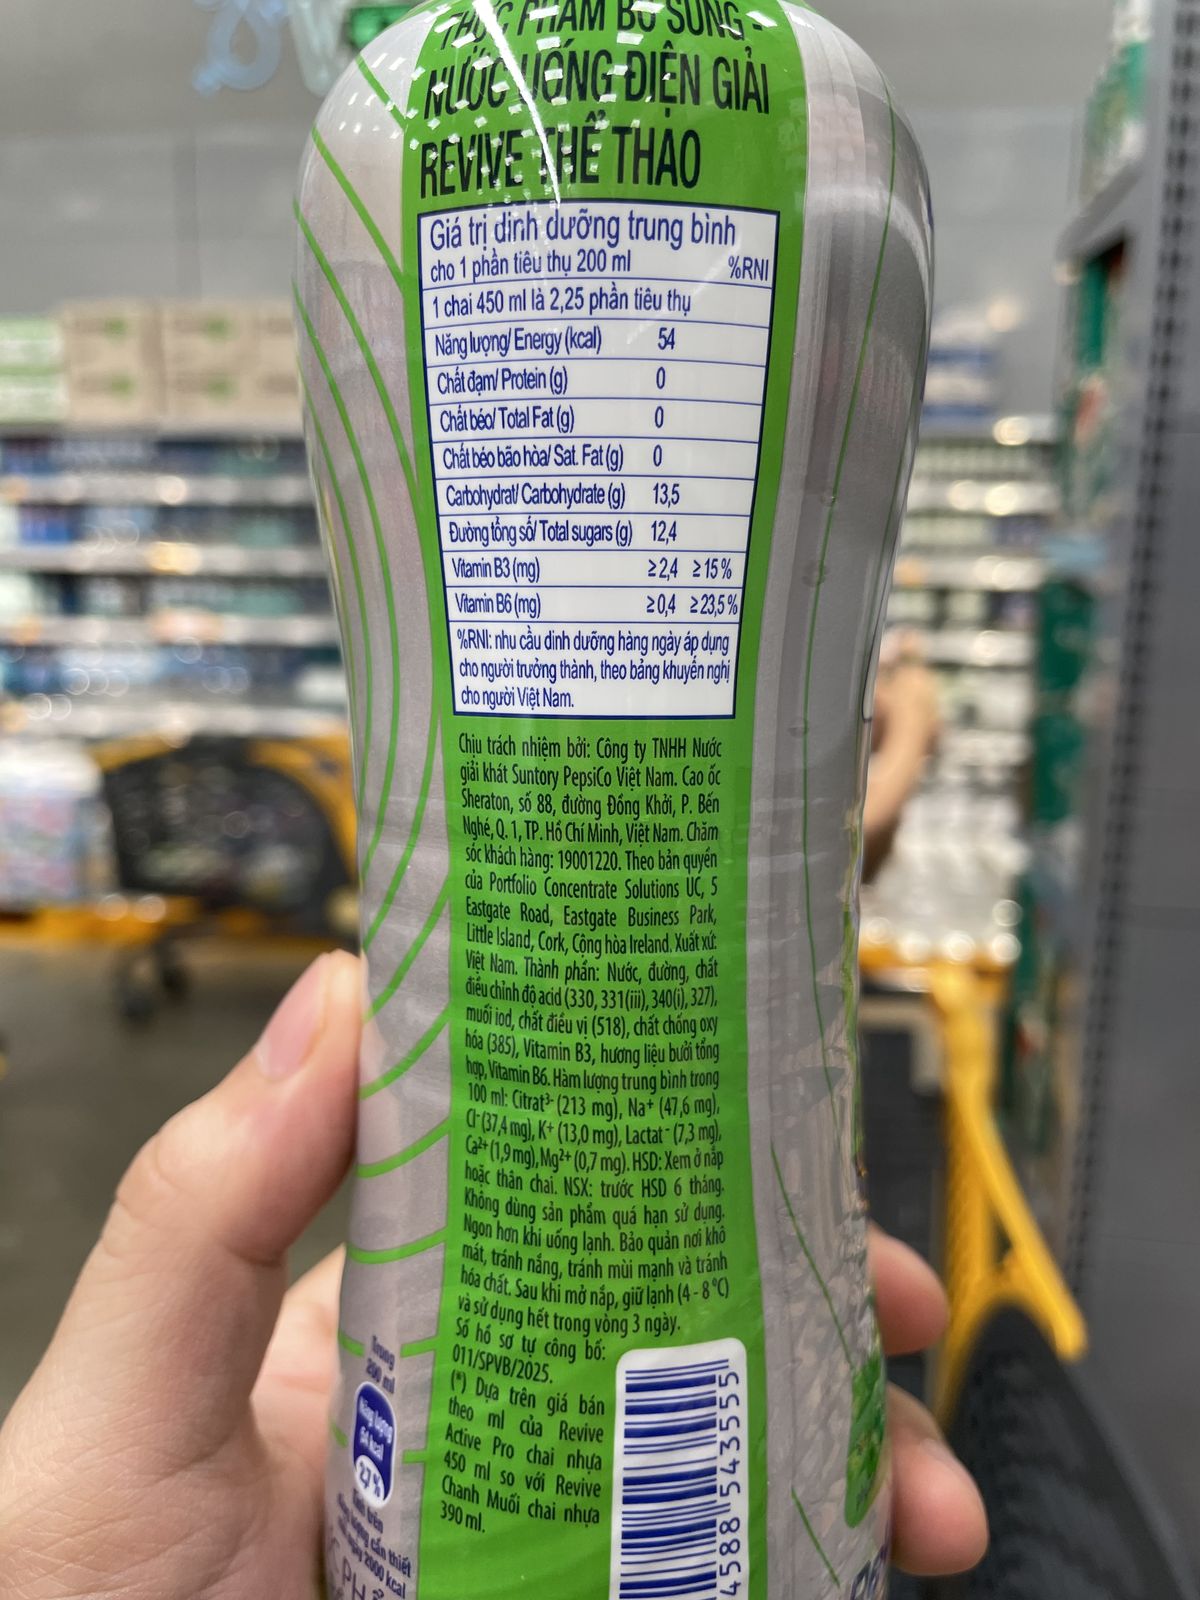 THỰC PHẨM BỔ SUNG -
NƯỚC UỐNG ĐIỆN GIẢI
REVIVE THỂ THAO
Giá trị dinh dưỡng trung bình
cho 1 phần tiêu thụ 200 ml %RNI
1 chai 450 ml là 2,25 phần tiêu thụ
Năng lượng/ Energy (kcal) 54
Chất đạm/ Protein (g) 0
Chất béo/ Total Fat (g) 0
Chất béo bão hòa/ Sat. Fat (g) 0
Carbohydrat/ Carbohydrate (g) 13,5
Đường tổng số/ Total sugars (g) 12,4
Vitamin B3 (mg) ≥2,4 ≥15%
Vitamin B6 (mg) ≥0,4 ≥23,5%
%RNI: nhu cầu dinh dưỡng hàng ngày áp dụng
cho người trưởng thành, theo bảng khuyến nghị
cho người Việt Nam.
Chịu trách nhiệm bởi: Công ty TNHH Nước
giải khát Suntory PepsiCo Việt Nam. Cao ốc
Sheraton, số 88, đường Đồng Khởi, P. Bến
Nghé, Q. 1, TP. Hồ Chí Minh, Việt Nam. Chăm
sóc khách hàng: 19001220. Theo bản quyền
của Portfolio Concentrate Solutions UC, 5
Eastgate Road, Eastgate Business Park,
Little Island, Cork, Cộng hòa Ireland. Xuất xứ:
Việt Nam. Thành phần: Nước, đường, chất
điều chỉnh độ acid (330, 331(iii), 340(i), 327),
muối iod, chất điều vị (518), chất chống oxy
hóa (385), Vitamin B3, hương liệu bưởi tổng
hợp, Vitamin B6. Hàm lượng trung bình trong
100 ml: Citrat³⁻ (213 mg), Na⁺ (47,6 mg),
Cl⁻ (37,4 mg), K⁺ (13,0 mg), Lactat⁻ (7,3 mg),
Ca²⁺ (1,9 mg), Mg²⁺ (0,7 mg). HSD: Xem ở nắp
hoặc thân chai. NSX: trước HSD 6 tháng.
Không dùng sản phẩm quá hạn sử dụng.
Ngon hơn khi uống lạnh. Bảo quản nơi khô
mát, tránh nắng, tránh mùi mạnh và tránh
hóa chất. Sau khi mở nắp, giữ lạnh (4 - 8 °C)
và sử dụng hết trong vòng 3 ngày.
Số hồ sơ tự công bố:
011/SPVB/2025.
(*) Dựa trên giá bán
theo ml của Revive
Active Pro chai nhựa
450 ml so với Revive
Chanh Muối chai nhựa
390 ml.
4588 543555
Trong
200 ml
Năng lượng
54 kcal
2,7 %
cần thiết
ngày 2000 kcal